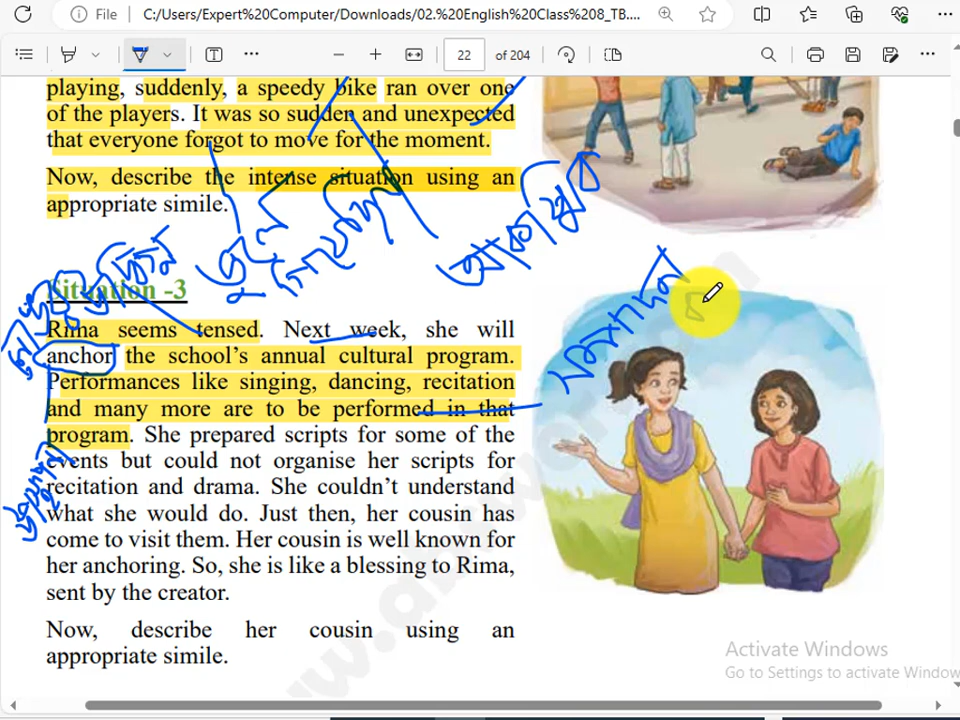 File
C:/Users/Expert%20Computer/Downloads/02.%20English%20Class%208_TB....
22 of 204
playing, suddenly, a speedy bike ran over one
of the players. It was so sudden and unexpected
that everyone forgot to move for the moment.
Now, describe the intense situation using an
appropriate simile.
Situation -3
Rima seems tensed. Next week, she will
anchor the school's annual cultural program.
Performances like singing, dancing, recitation
and many more are to be performed in that
program. She prepared scripts for some of the
events but could not organise her scripts for
recitation and drama. She couldn't understand
what she would do. Just then, her cousin has
come to visit them. Her cousin is well known for
her anchoring. So, she is like a blessing to Rima,
sent by the creator.
Now, describe her cousin using an
appropriate simile.
Activate Windows
Go to Settings to activate Window